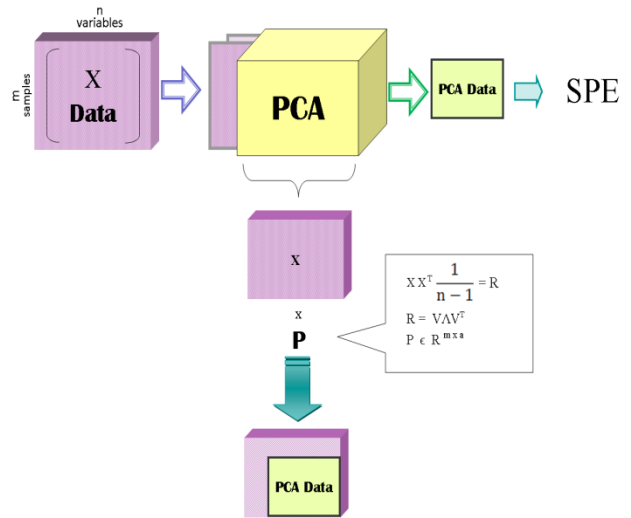 n
variables
m
samples
X
Data
PCA
PCA Data
SPE
X
x
P
X X^T 1/(n − 1) = R
R = VΛV^T
P ϵ R^m x a
PCA Data